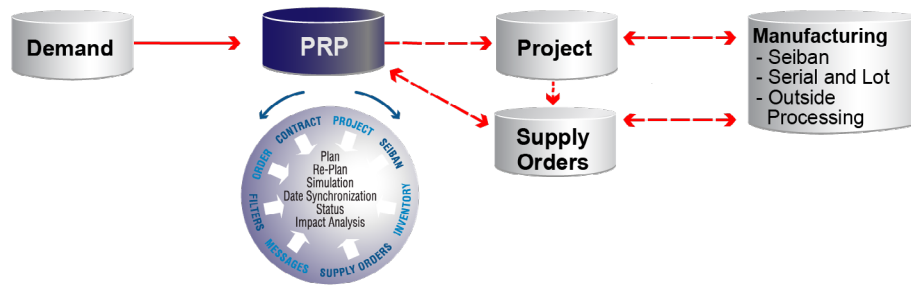 Demand
PRP
Project
Manufacturing
- Seiban
- Serial and Lot
- Outside
Processing
Supply
Orders
CONTRACT
PROJECT
SEIBAN
INVENTORY
SUPPLY ORDERS
MESSAGES
FILTERS
ORDER
Plan
Re-Plan
Simulation
Date Synchronization
Status
Impact Analysis